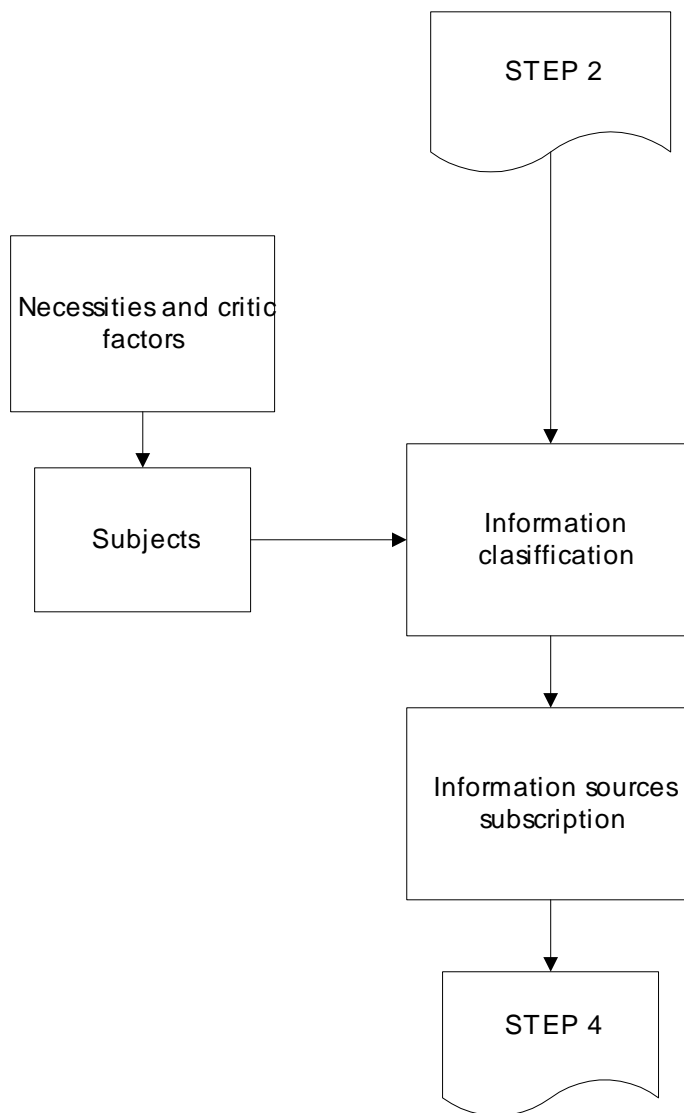 STEP 2
Necessities and critic
factors
Subjects
Information
clasiffication
Information sources
subscription
STEP 4